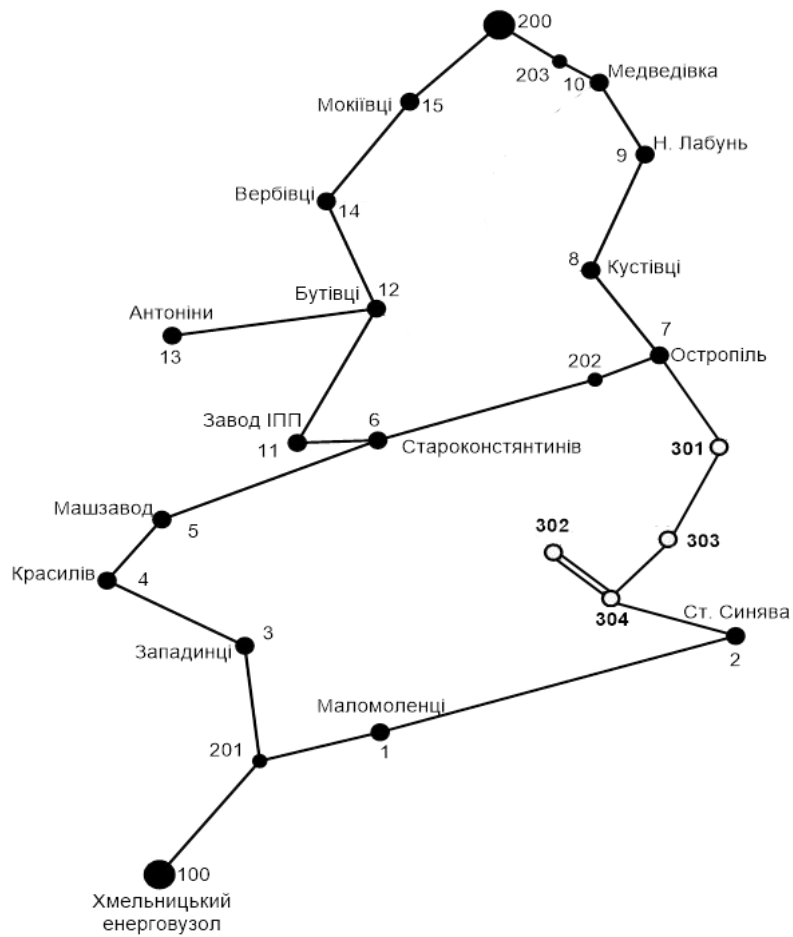 200
203
10
Медведівка
Мокіївці
15
9
Н. Лабунь
Вербівці
14
8
Кустівці
Бутівці
12
Антоніни
13
7
Остропіль
202
Завод ІПП
6
11
Староконстянтинів
301
Машзавод
5
302
303
Красилів
4
304
Ст. Синява
3
Западинці
2
Маломоленці
201
1
100
Хмельницький
енерговузол